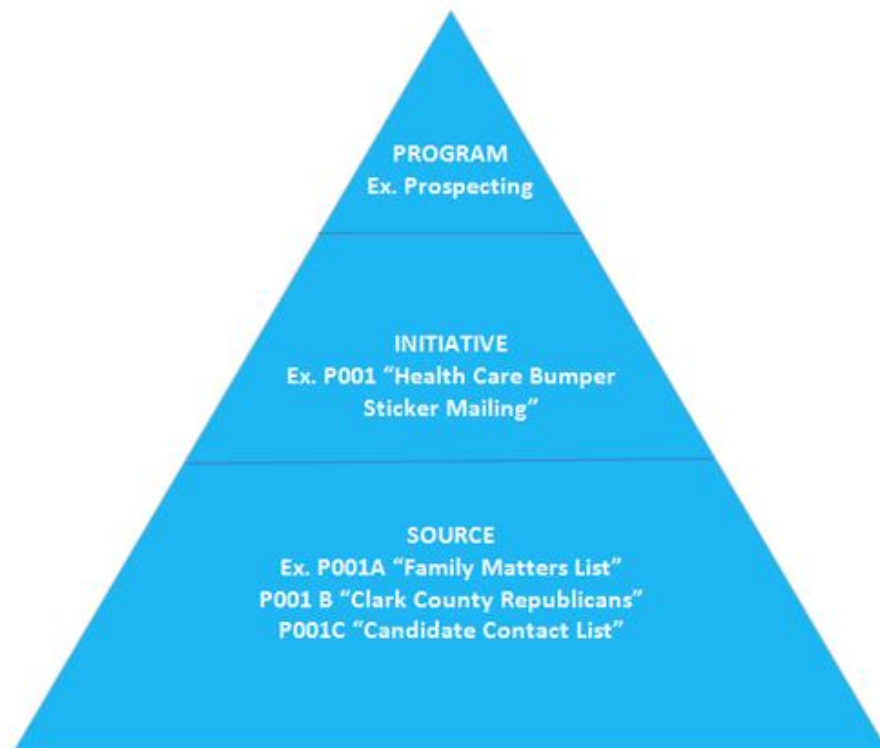 PROGRAM
Ex. Prospecting
INITIATIVE
Ex. P001 “Health Care Bumper
Sticker Mailing”
SOURCE
Ex. P001A “Family Matters List”
P001 B “Clark County Republicans”
P001C “Candidate Contact List”